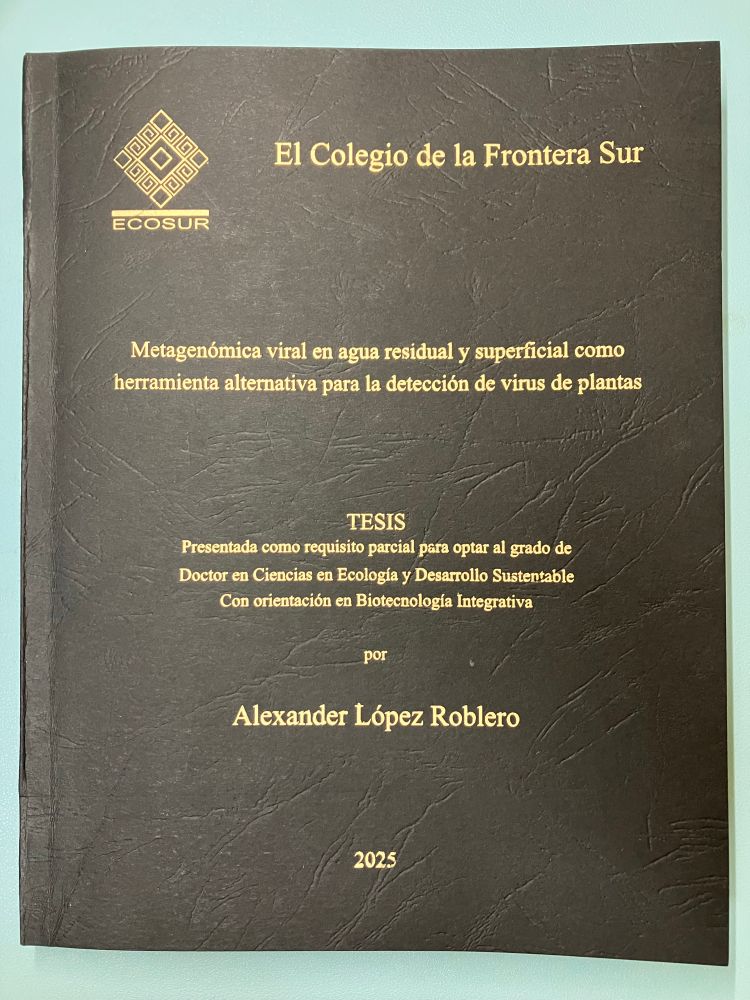 El Colegio de la Frontera Sur
ECOSUR
Metagenómica viral en agua residual y superficial como
herramienta alternativa para la detección de virus de plantas
TESIS
Presentada como requisito parcial para optar al grado de
Doctor en Ciencias en Ecología y Desarrollo Sustentable
Con orientación en Biotecnología Integrativa
por
Alexander López Roblero
2025